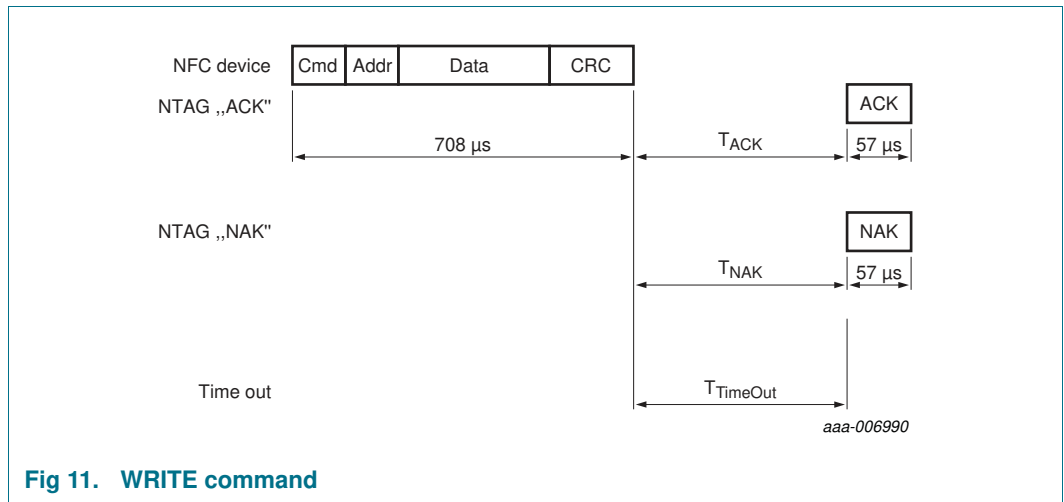 NFC device Cmd Addr Data CRC
NTAG ,,ACK" ACK
708 µs TACK 57 µs
NTAG ,,NAK" NAK
TNAK 57 µs
Time out TTimeOut
aaa-006990
Fig 11. WRITE command